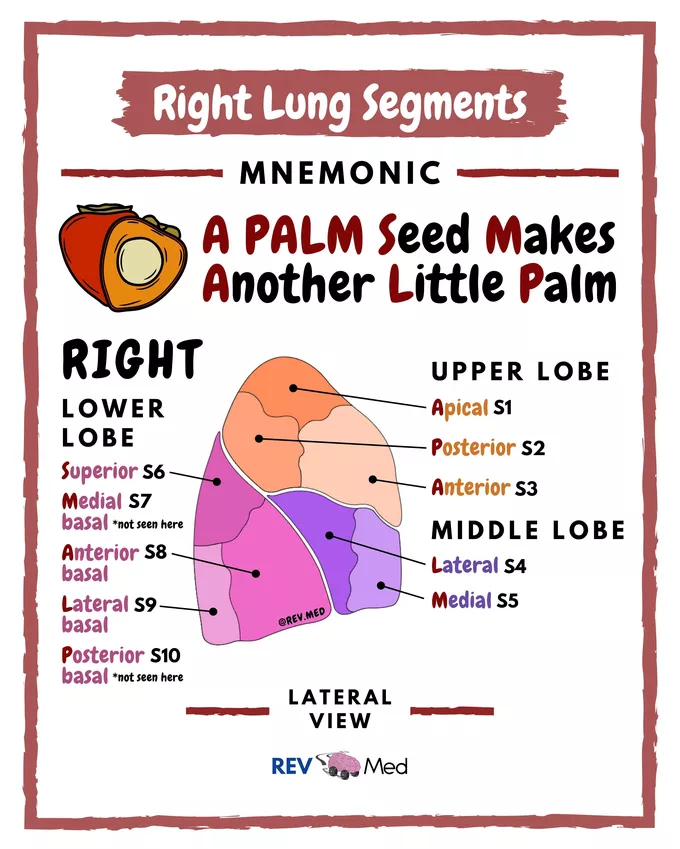 Right Lung Segments
MNEMONIC
A PALM Seed Makes
Another Little Palm
RIGHT
LOWER
LOBE
Superior S6
Medial S7
basal *not seen here
Anterior S8
basal
Lateral S9
basal
Posterior S10
basal *not seen here
UPPER LOBE
Apical S1
Posterior S2
Anterior S3
MIDDLE LOBE
Lateral S4
Medial S5
@REV.MED
LATERAL
VIEW
REV Med